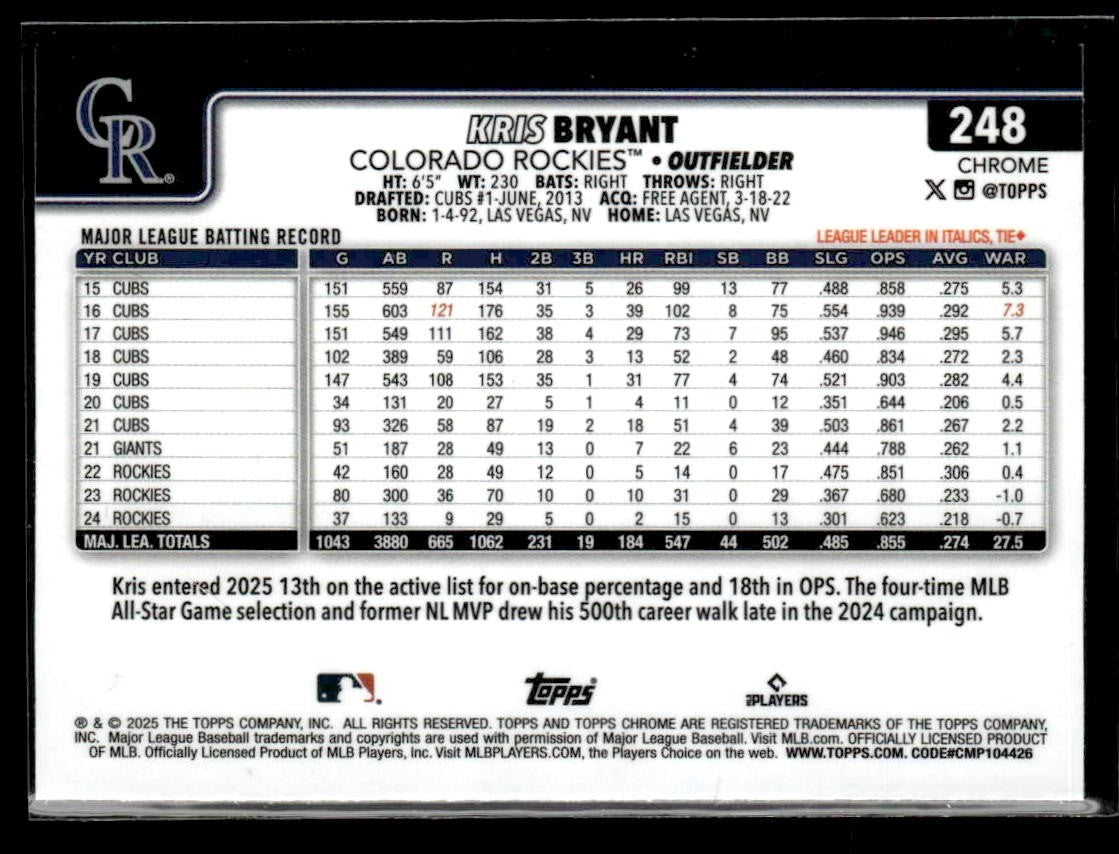 CR®
KRIS BRYANT
248
COLORADO ROCKIES™ • OUTFIELDER
CHROME
HT: 6'5" WT: 230 BATS: RIGHT THROWS: RIGHT
@TOPPS
DRAFTED: CUBS #1-JUNE, 2013 ACQ: FREE AGENT, 3-18-22
BORN: 1-4-92, LAS VEGAS, NV HOME: LAS VEGAS, NV
MAJOR LEAGUE BATTING RECORD
LEAGUE LEADER IN ITALICS, TIE♦
YR CLUB G AB R H 2B 3B HR RBI SB BB SLG OPS AVG WAR
15 CUBS 151 559 87 154 31 5 26 99 13 77 .488 .858 .275 5.3
16 CUBS 155 603 121 176 35 3 39 102 8 75 .554 .939 .292 7.3
17 CUBS 151 549 111 162 38 4 29 73 7 95 .537 .946 .295 5.7
18 CUBS 102 389 59 106 28 3 13 52 2 48 .460 .834 .272 2.3
19 CUBS 147 543 108 153 35 1 31 77 4 74 .521 .903 .282 4.4
20 CUBS 34 131 20 27 5 1 4 11 0 12 .351 .644 .206 0.5
21 CUBS 93 326 58 87 19 2 18 51 4 39 .503 .861 .267 2.2
21 GIANTS 51 187 28 49 13 0 7 22 6 23 .444 .788 .262 1.1
22 ROCKIES 42 160 28 49 12 0 5 14 0 17 .475 .851 .306 0.4
23 ROCKIES 80 300 36 70 10 0 10 31 0 29 .367 .680 .233 -1.0
24 ROCKIES 37 133 9 29 5 0 2 15 0 13 .301 .623 .218 -0.7
MAJ. LEA. TOTALS 1043 3880 665 1062 231 19 184 547 44 502 .485 .855 .274 27.5
Kris entered 2025 13th on the active list for on-base percentage and 18th in OPS. The four-time MLB
All-Star Game selection and former NL MVP drew his 500th career walk late in the 2024 campaign.
Topps
PLAYERS
® & © 2025 THE TOPPS COMPANY, INC. ALL RIGHTS RESERVED. TOPPS AND TOPPS CHROME ARE REGISTERED TRADEMARKS OF THE TOPPS COMPANY,
INC. Major League Baseball trademarks and copyrights are used with permission of Major League Baseball. Visit MLB.com. OFFICIALLY LICENSED PRODUCT
OF MLB. Officially Licensed Product of MLB Players, Inc. Visit MLBPLAYERS.COM, the Players Choice on the web. WWW.TOPPS.COM. CODE#CMP104426